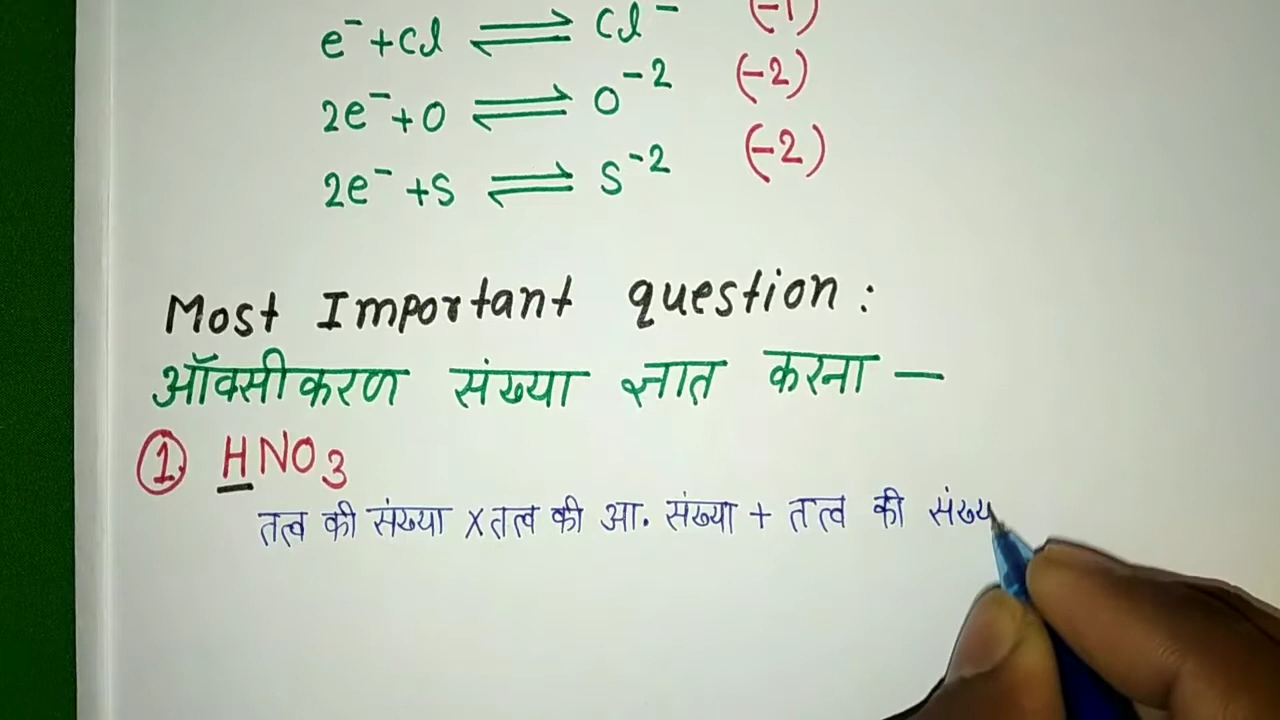 e⁻+Cl ⇌ Cl⁻ (-1)
2e⁻+O ⇌ O⁻² (-2)
2e⁻+S ⇌ S⁻² (-2)
Most Important question :
ऑक्सीकरण संख्या ज्ञात करना —
① HNO₃
तत्व की संख्या x तत्व की आ. संख्या + तत्व की संख्य